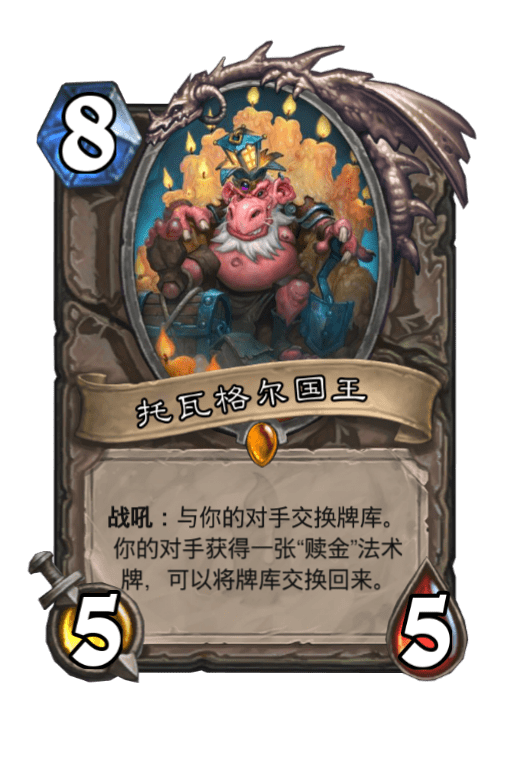 8
托瓦格尔国王
战吼：与你的对手交换牌库。
你的对手获得一张“赎金”法术
牌，可以将牌库交换回来。
5
5